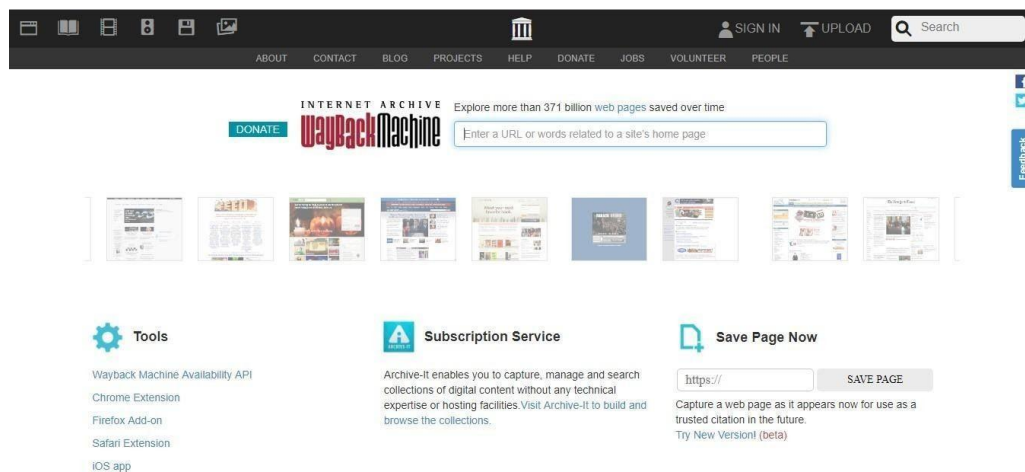 SIGN IN
UPLOAD
Search
ABOUT
CONTACT
BLOG
PROJECTS
HELP
DONATE
JOBS
VOLUNTEER
PEOPLE
INTERNET ARCHIVE
WayBackMachine
DONATE
Explore more than 371 billion web pages saved over time
Enter a URL or words related to a site's home page
Feedback
Tools
Wayback Machine Availability API
Chrome Extension
Firefox Add-on
Safari Extension
iOS app
ARCHIVE-IT
Subscription Service
Archive-It enables you to capture, manage and search
collections of digital content without any technical
expertise or hosting facilities.Visit Archive-It to build and
browse the collections.
Save Page Now
https://
SAVE PAGE
Capture a web page as it appears now for use as a
trusted citation in the future.
Try New Version! (beta)